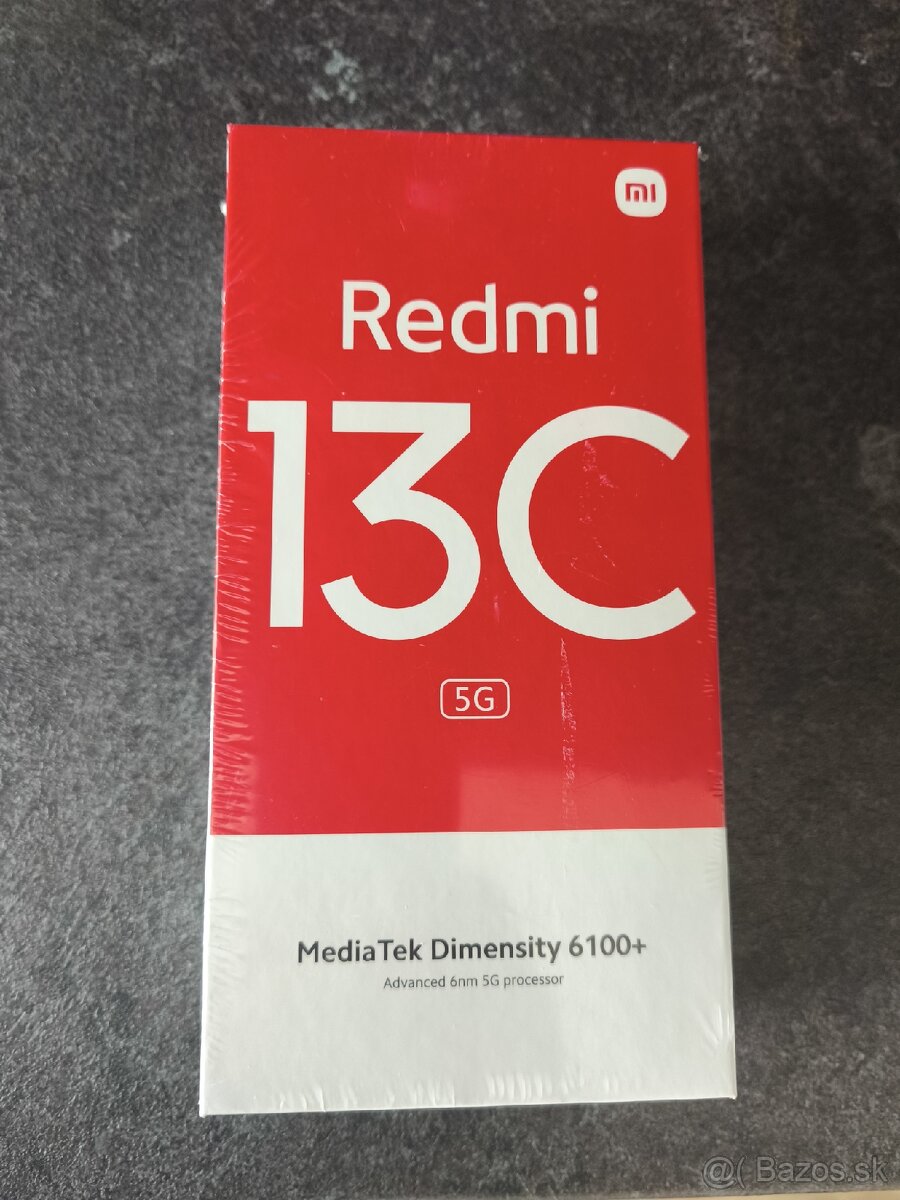 mi
Redmi
13C
5G
MediaTek Dimensity 6100+
Advanced 6nm 5G processor
@( Bazos.sk